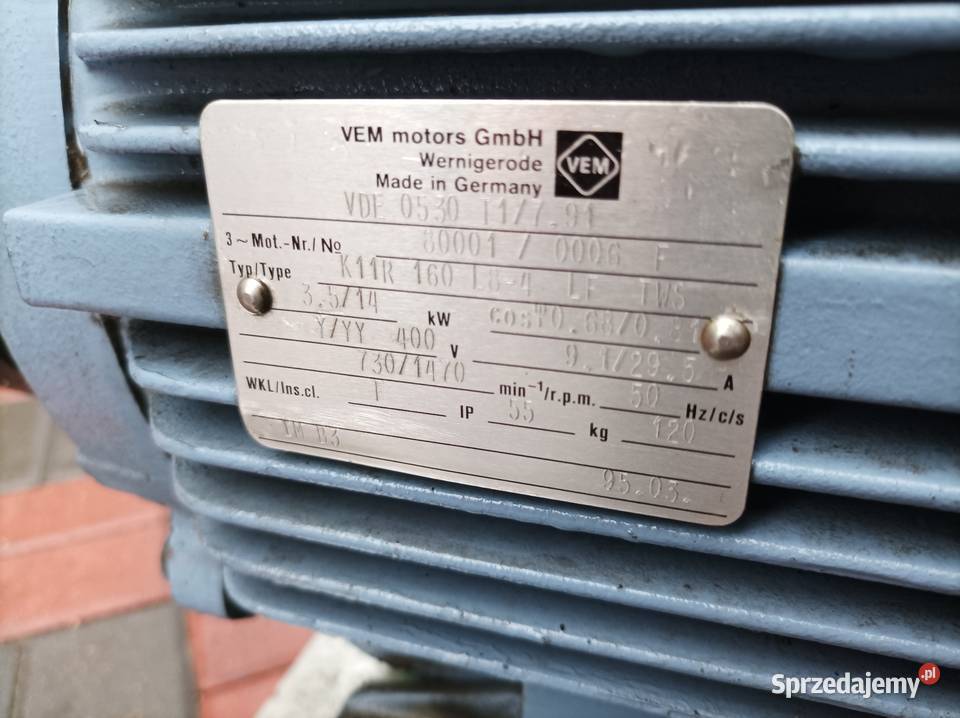 VEM motors GmbH
Wernigerode
Made in Germany
VEM
VDE 0530 T1/7.91
3~Mot.-Nr./№ 80001 / 0006 F
Typ/Type K11R 160 L8-4 LF TWS
3.5/14 kW cosφ 0.68/0.81
Y/YY 400 V 9.1/29.5 A
730/1470 min⁻¹/r.p.m. 50 Hz/c/s
WKL/Ins.cl. F IP 55 kg 120
IM B3
95.03.
Sprzedajemy.pl